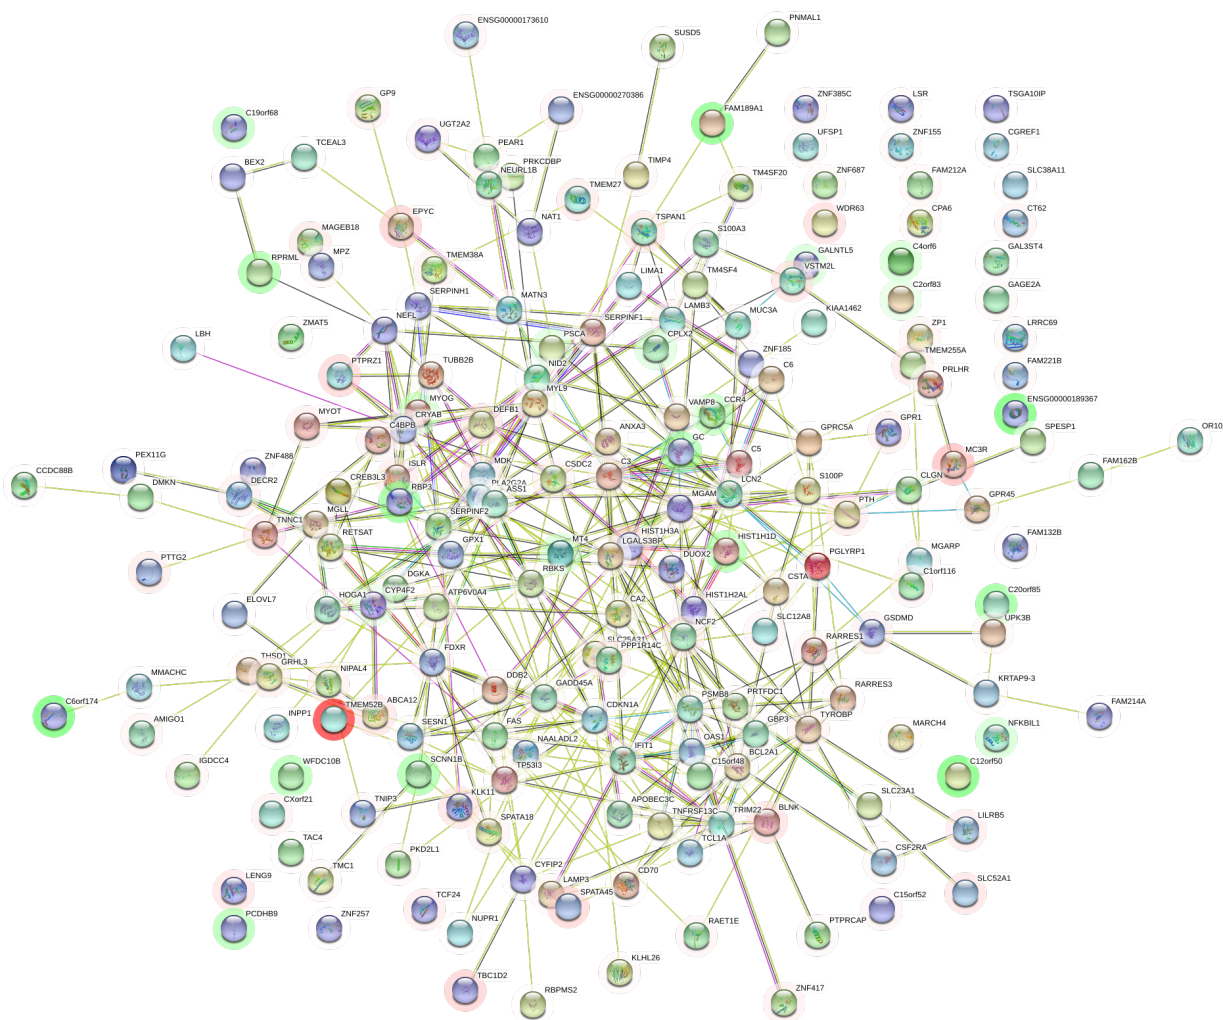 ENSG00000173610
PNMAL1
SUSD5
GP9
ENSG00000270386
FAM189A1
ZNF385C
LSR
TSGA10IP
C19orf68
UGT2A2
PEAR1
TCEAL3
PRKCDBP
UFSP1
ZNF155
CGREF1
BEX2
NEURL1B
TIMP4
TM4SF20
TMEM27
ZNF687
FAM212A
SLC38A11
EPYC
NAT1
TSPAN1
WDR63
CPA6
CT62
MAGEB18
S100A3
RPRML
MPZ
TMEM38A
GALNTL5
C4orf6
GAL3ST4
LIMA1
TM4SF4
VSTM2L
SERPINH1
MATN3
C2orf83
GAGE2A
NEFL
SERPINF1
LAMB3
MUC3A
KIAA1462
ZMAT5
PSCA
CPLX2
ZP1
LRRC69
LBH
PTPRZ1
TUBB2B
NID2
ZNF185
C6
TMEM255A
FAM221B
MYL9
PRLHR
MYOG
VAMP8
CCR4
ENSG00000189367
MYOT
CRYAB
DEFB1
C4BPB
ANXA3
GC
GPRC5A
GPR1
SPESP1
OR10
CCDC88B
PEX11G
ZNF488
ISLR
MDK
CSDC2
C3
C5
MC3R
FAM162B
DMKN
DECR2
CREB3L3
RBP3
PLA2G2A
ASS1
LCN2
S100P
CLGN
MGAM
PTH
GPR45
TNNC1
MGLL
SERPINF2
RETSAT
GPX1
MT4
HIST1H3A
LGALS3BP
HIST1H1D
FAM132B
PTTG2
DUOX2
PGLYRP1
MGARP
DGKA
RBKS
C1orf116
HOGA1
CYP4F2
ATP6V0A4
CA2
HIST1H2AL
CSTA
C20orf85
ELOVL7
NCF2
SLC12A8
GSDMD
UPK3B
THSD1
GRHL3
FDXR
SLC25A31
PPP1R14C
RARRES1
MMACHC
NIPAL4
DDB2
C6orf174
TMEM52B
ABCA12
GADD45A
PSMB8
PRTFDC1
RARRES3
KRTAP9-3
FAM214A
AMIGO1
INPP1
SESN1
FAS
CDKN1A
GBP3
TYROBP
MARCH4
NFKBIL1
NAALADL2
OAS1
IGDCC4
WFDC10B
SCNN1B
TP53I3
IFIT1
C15orf48
BCL2A1
C12orf50
CXorf21
TNIP3
KLK11
APOBEC3C
SLC23A1
SPATA18
TNFRSF13C
TRIM22
BLNK
LILRB5
TAC4
TMC1
PKD2L1
TCL1A
CSF2RA
LENG9
CYFIP2
LAMP3
CD70
SPATA45
SLC52A1
PCDHB9
ZNF257
TCF24
NUPR1
C15orf52
RAET1E
PTPRCAP
TBC1D2
KLHL26
RBPMS2
ZNF417